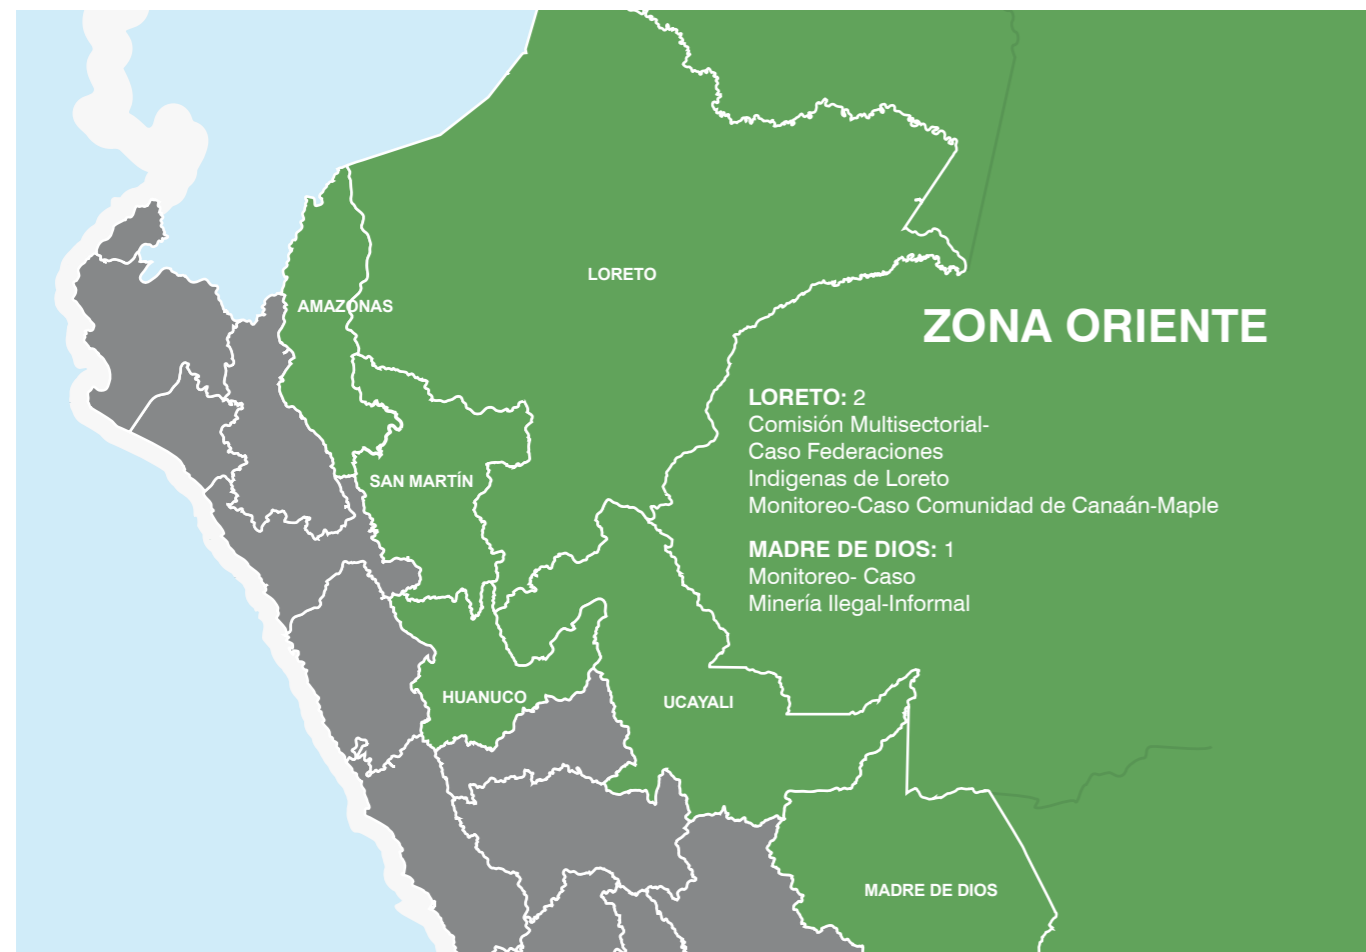 LORETO
AMAZONAS
ZONA ORIENTE
LORETO: 2
Comisión Multisectorial-
Caso Federaciones
Indigenas de Loreto
Monitoreo-Caso Comunidad de Canaán-Maple
SAN MARTÍN
MADRE DE DIOS: 1
Monitoreo- Caso
Minería Ilegal-Informal
HUANUCO
UCAYALI
MADRE DE DIOS